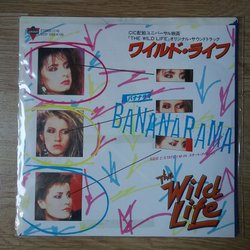 CIC配給ユニバーサル映画
「THE WILD LIFE」オリジナル・サウンドトラック
ワイルド・ライフ
バナナラマ
BANANARAMA
The
Wild
Life